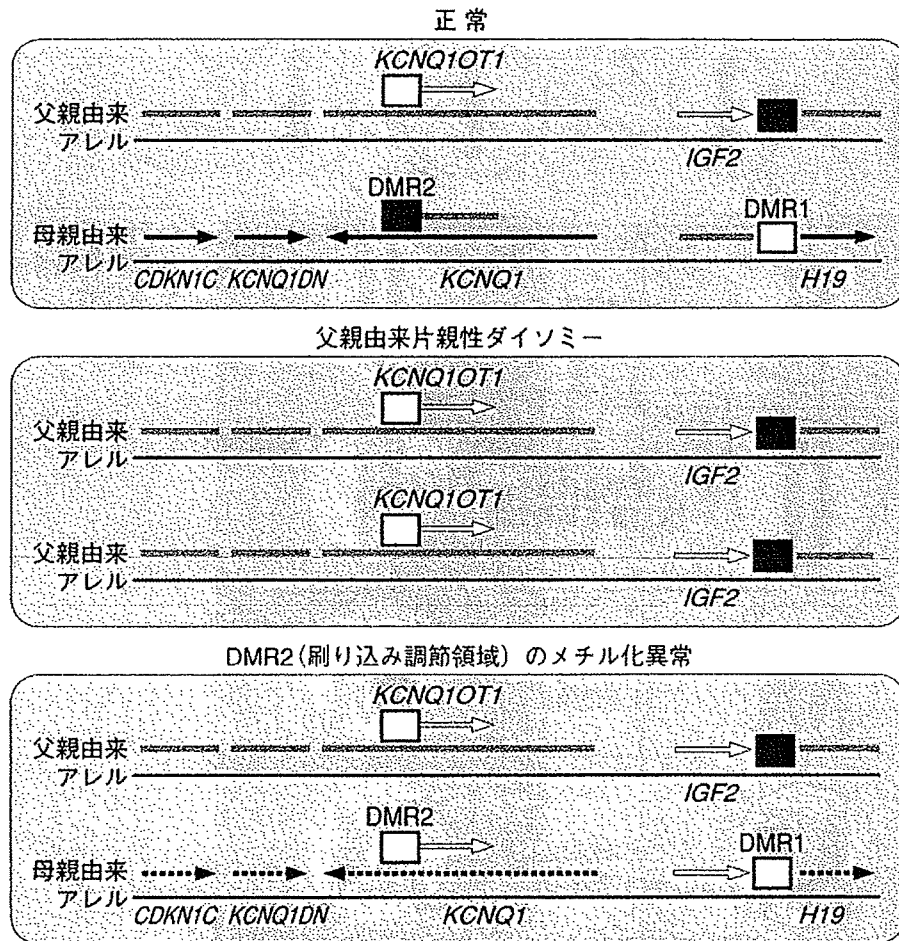 正常
KCNQ1OT1
父親由来
アレル
IGF2
DMR2
DMR1
母親由来
アレル
CDKN1C KCNQ1DN KCNQ1 H19
父親由来片親性ダイソミー
KCNQ1OT1
父親由来
アレル
IGF2
KCNQ1OT1
父親由来
アレル
IGF2
DMR2(刷り込み調節領域)のメチル化異常
KCNQ1OT1
父親由来
アレル
IGF2
DMR2
DMR1
母親由来
アレル
CDKN1C KCNQ1DN KCNQ1 H19